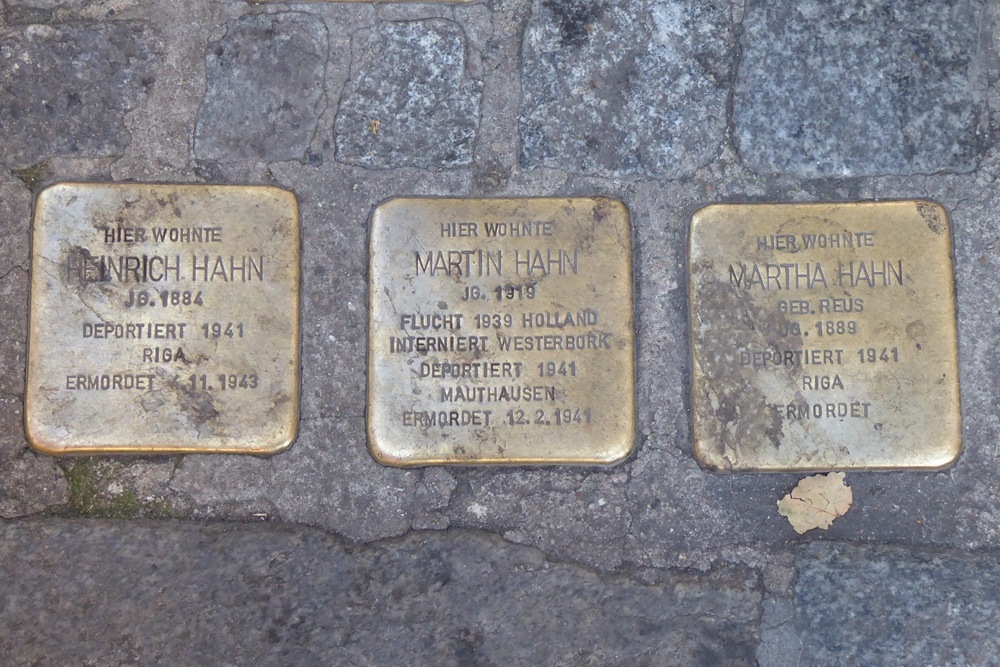 HIER WOHNTE
HEINRICH HAHN
JG. 1884
DEPORTIERT 1941
RIGA
ERMORDET 4.11.1943
HIER WOHNTE
MARTIN HAHN
JG. 1919
FLUCHT 1939 HOLLAND
INTERNIERT WESTERBORK
DEPORTIERT 1941
MAUTHAUSEN
ERMORDET 12.2.1941
HIER WOHNTE
MARTHA HAHN
GEB. REUS
JG. 1889
DEPORTIERT 1941
RIGA
ERMORDET